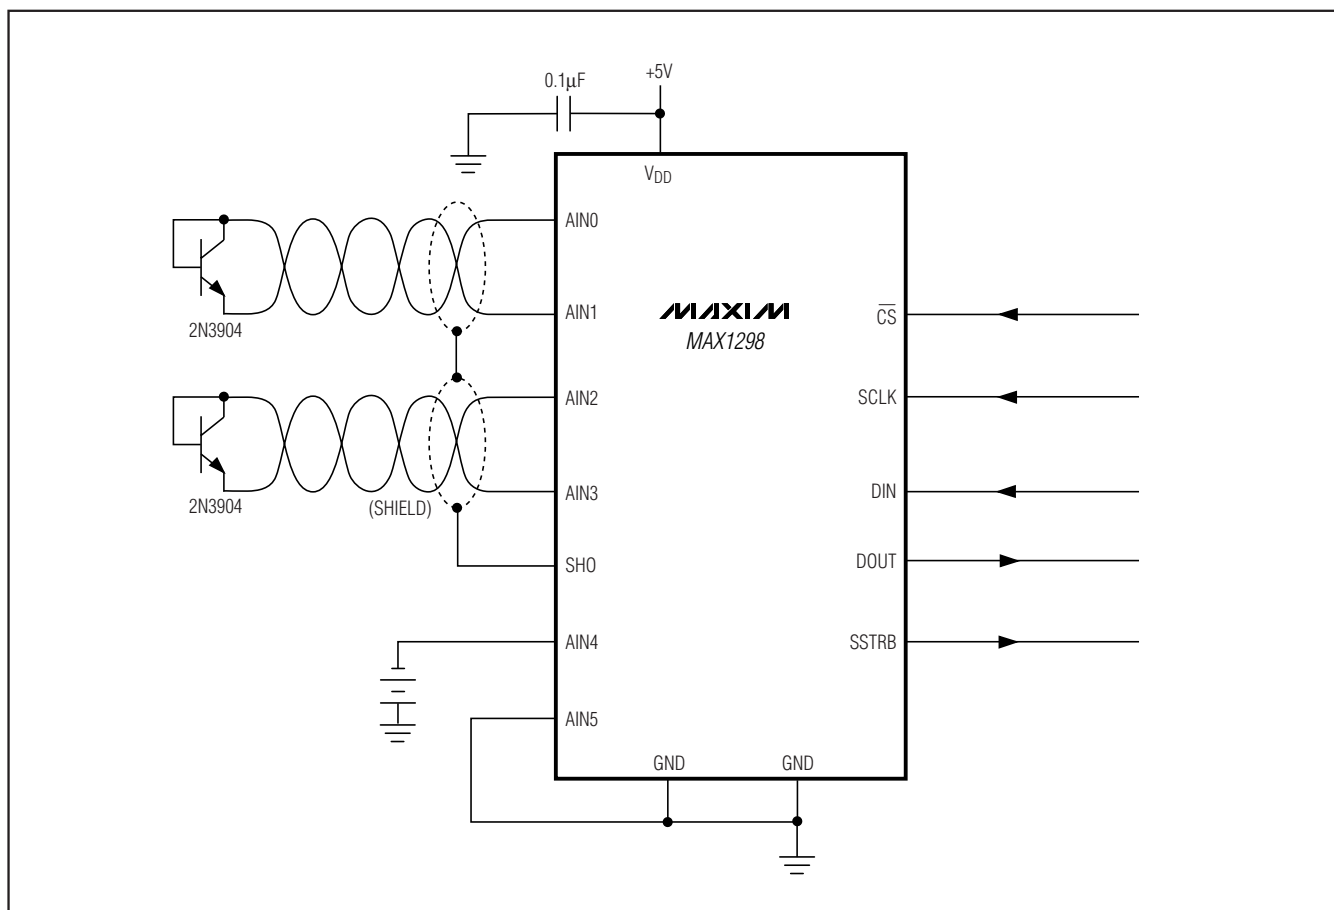 0.1µF
+5V
VDD
AIN0
AIN1
2N3904
MAXIM
MAX1298
CS
AIN2
SCLK
AIN3
DIN
2N3904
(SHIELD)
SHO
DOUT
AIN4
SSTRB
AIN5
GND
GND